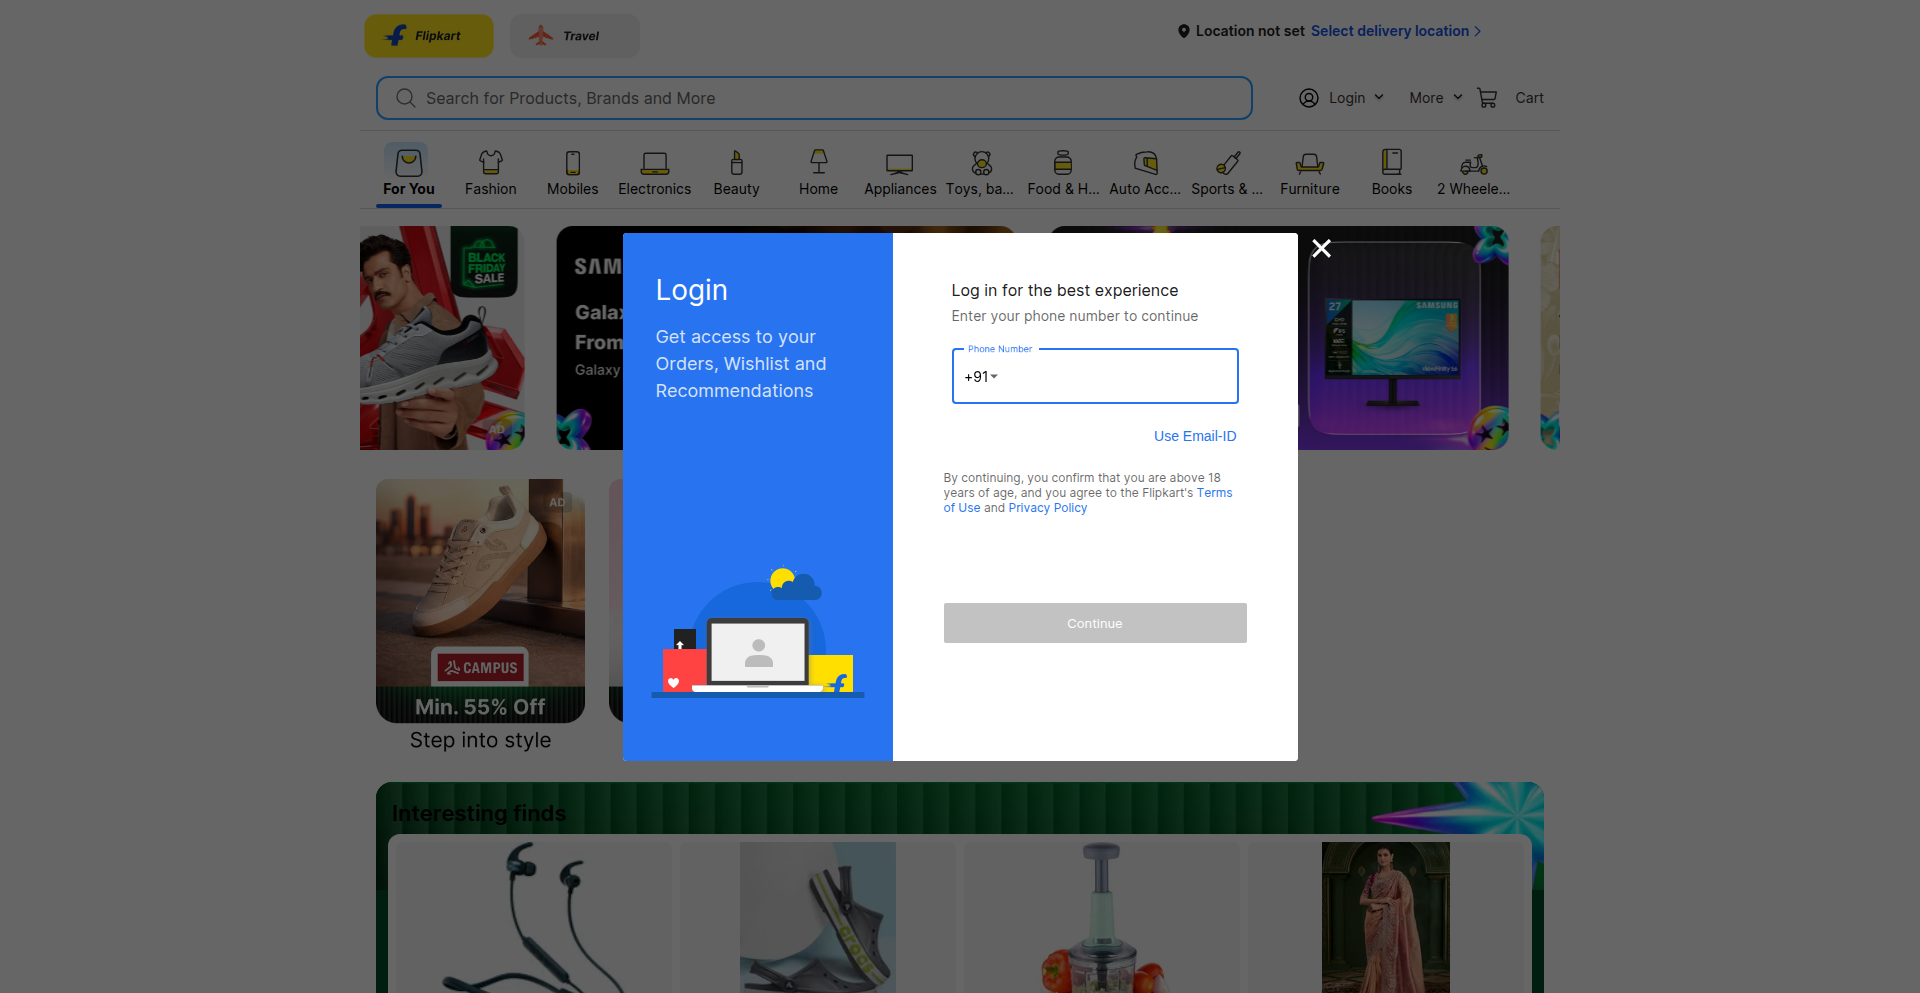 Flipkart
Travel
Location not set Select delivery location
Search for Products, Brands and More
Login
More
Cart
For You
Fashion
Mobiles
Electronics
Beauty
Home
Appliances
Toys, ba...
Food & H...
Auto Acc...
Sports & ...
Furniture
Books
2 Wheele...
BLACK
FRIDAY
SALE
AD
SAM
Galax
From
Galaxy
27
SAMSUNG
Login
Get access to your
Orders, Wishlist and
Recommendations
Log in for the best experience
Enter your phone number to continue
Phone Number
+91
Use Email-ID
By continuing, you confirm that you are above 18
years of age, and you agree to the Flipkart's Terms
of Use and Privacy Policy
Continue
AD
CAMPUS
Min. 55% Off
Step into style
Interesting finds
crocs